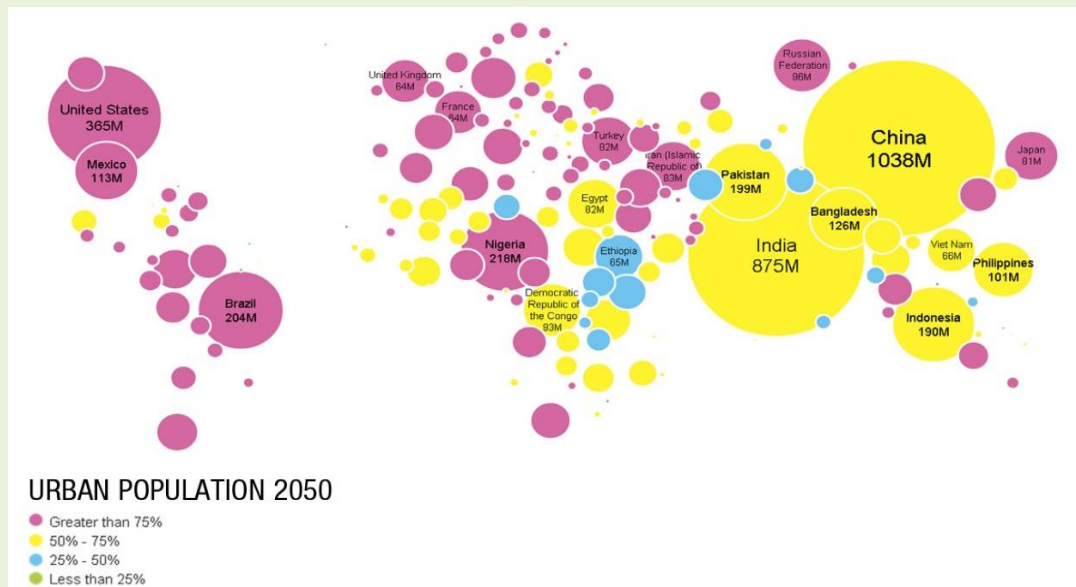 United States
365M
Mexico
113M
Brazil
204M
United Kingdom
64M
France
64M
Turkey
82M
Iran (Islamic
Republic of)
83M
Egypt
82M
Nigeria
218M
Ethiopia
65M
Democratic
Republic of
the Congo
93M
Russian
Federation
96M
China
1038M
Japan
81M
Pakistan
199M
Bangladesh
126M
India
875M
Viet Nam
66M
Philippines
101M
Indonesia
190M
URBAN POPULATION 2050
Greater than 75%
50% - 75%
25% - 50%
Less than 25%